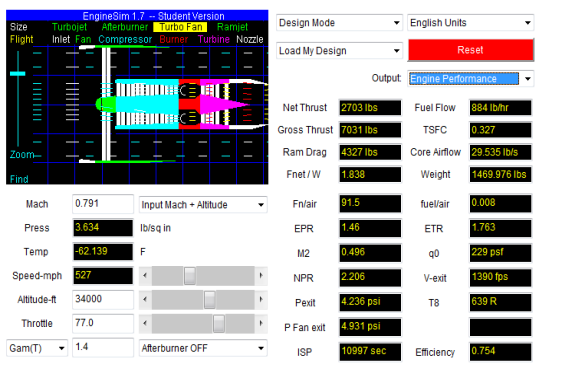 EngineSim 1.7 -- Student Version
Size Turbojet Afterburner Turbo Fan Ramjet
Flight Inlet Fan Compressor Burner Turbine Nozzle
Zoom
Find
Design Mode English Units
Load My Design Reset
Output: Engine Performance
Net Thrust 2703 lbs Fuel Flow 884 lb/hr
Gross Thrust 7031 lbs TSFC 0.327
Ram Drag 4327 lbs Core Airflow 29.535 lb/s
Fnet / W 1.838 Weight 1469.976 lbs
Mach 0.791 Input Mach + Altitude Fn/air 91.5 fuel/air 0.008
Press 3.634 lb/sq in EPR 1.46 ETR 1.763
Temp -62.139 F M2 0.496 q0 229 psf
Speed-mph 527 NPR 2.206 V-exit 1390 fps
Altitude-ft 34000 Pexit 4.236 psi T8 639 R
Throttle 77.0 P Fan exit 4.931 psi
Gam(T) 1.4 Afterburner OFF ISP 10997 sec Efficiency 0.754